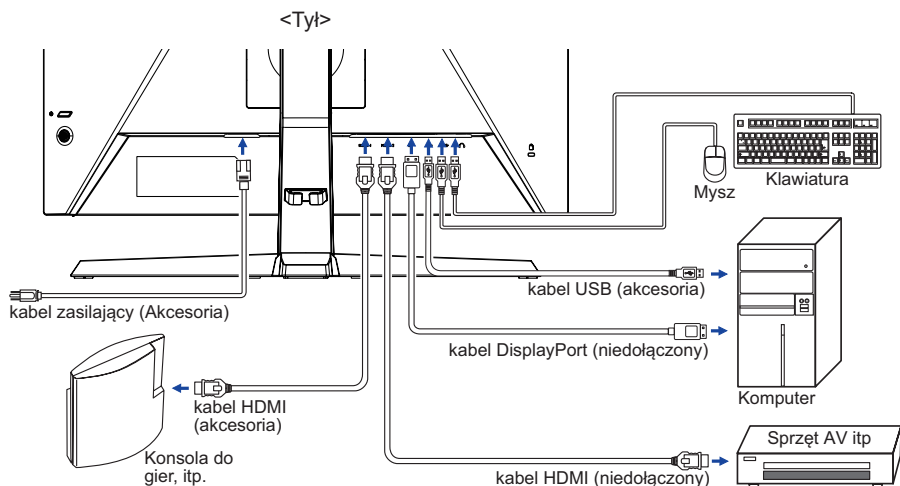 <Tył>
Mysz
Klawiatura
kabel USB (akcesoria)
kabel zasilający (Akcesoria)
kabel DisplayPort (niedołączony)
Komputer
kabel HDMI
(akcesoria)
Konsola do
gier, itp.
Sprzęt AV itp
kabel HDMI (niedołączony)